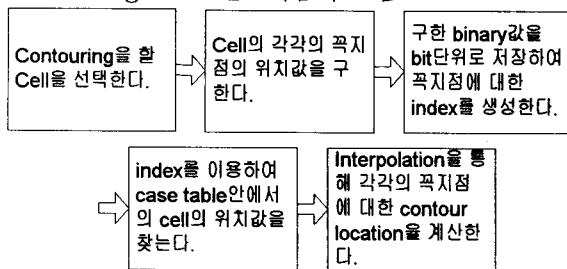 Contouring을 할
Cell을 선택한다.
Cell의 각각의 꼭지
점의 위치값을 구
한다.
구한 binary값을
bit단위로 저장하여
꼭지점에 대한
index를 생성한다.
index를 이용하여
case table안에서
의 cell의 위치값을
찾는다.
Interpolation을 통
해 각각의 꼭지점
에 대한 contour
location을 계산한
다.